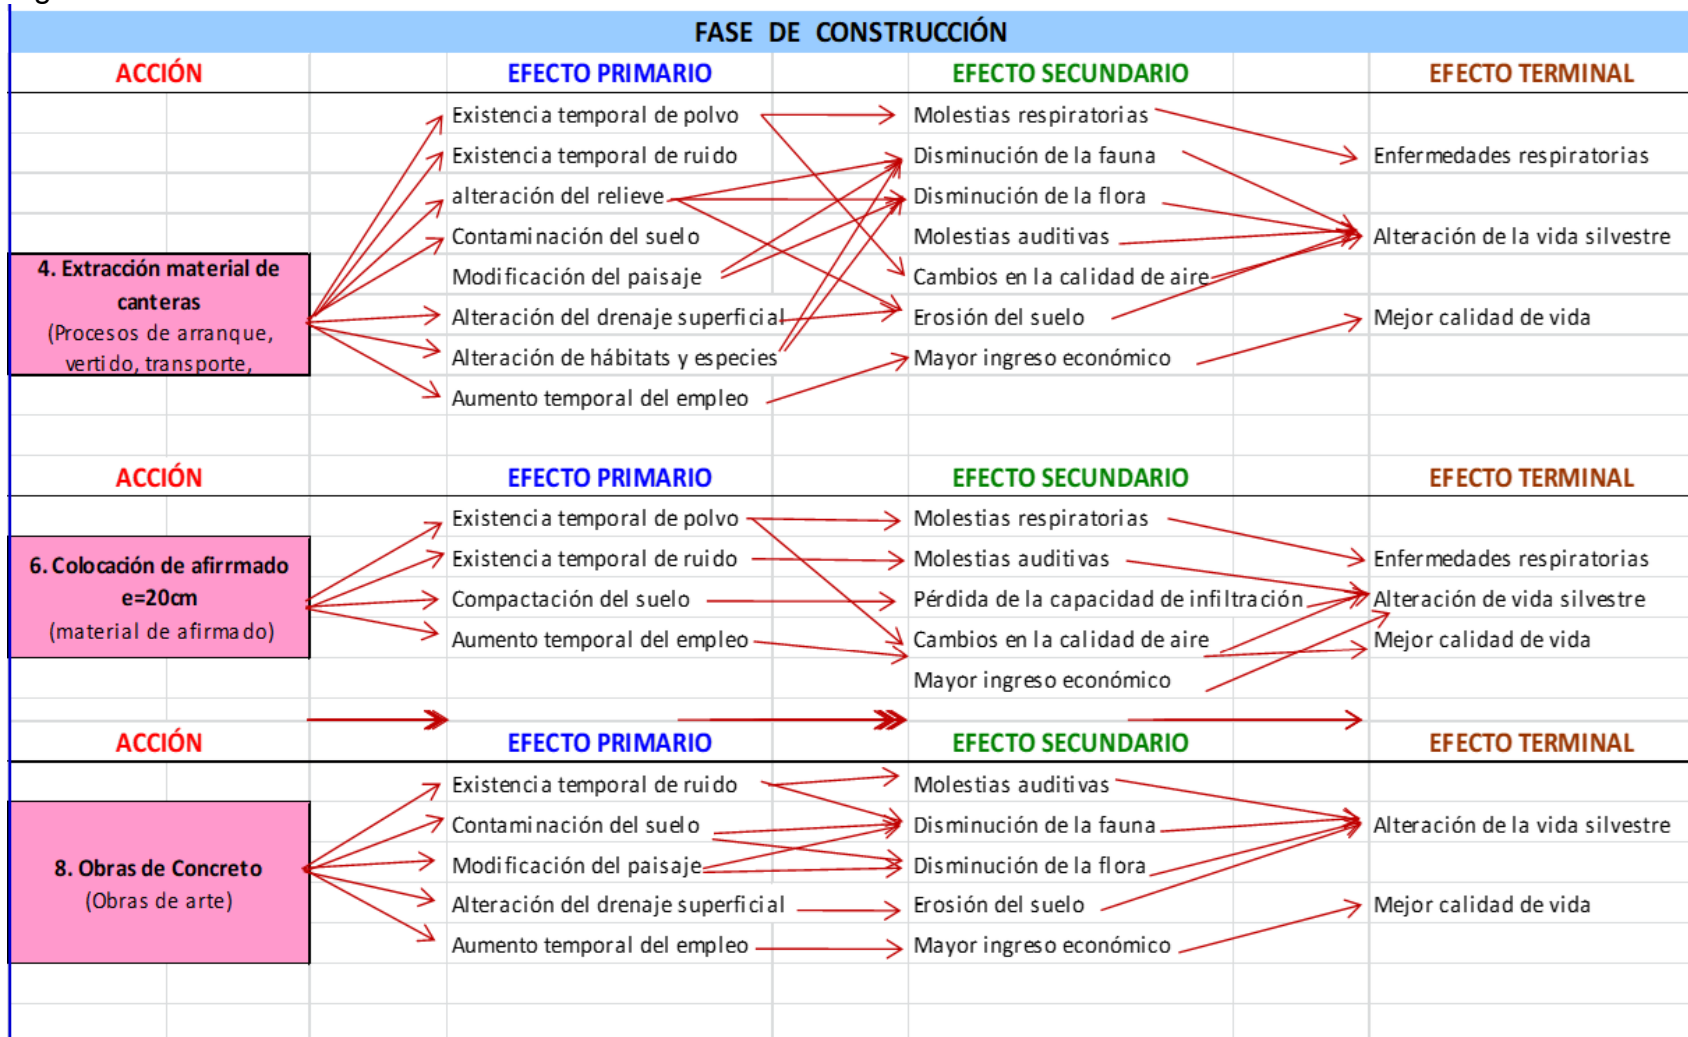 FASE DE CONSTRUCCIÓN
ACCIÓN EFECTO PRIMARIO EFECTO SECUNDARIO EFECTO TERMINAL
4. Extracción material de
canteras
(Procesos de arranque,
vertido, transporte,
Existencia temporal de polvo
Existencia temporal de ruido
alteración del relieve
Contaminación del suelo
Modificación del paisaje
Alteración del drenaje superficial
Alteración de hábitats y especies
Aumento temporal del empleo
Molestias respiratorias
Disminución de la fauna
Disminución de la flora
Molestias auditivas
Cambios en la calidad de aire
Erosión del suelo
Mayor ingreso económico
Enfermedades respiratorias
Alteración de la vida silvestre
Mejor calidad de vida
ACCIÓN EFECTO PRIMARIO EFECTO SECUNDARIO EFECTO TERMINAL
6. Colocación de afirrmado
e=20cm
(material de afirmado)
Existencia temporal de polvo
Existencia temporal de ruido
Compactación del suelo
Aumento temporal del empleo
Molestias respiratorias
Molestias auditivas
Pérdida de la capacidad de infiltración
Cambios en la calidad de aire
Mayor ingreso económico
Enfermedades respiratorias
Alteración de vida silvestre
Mejor calidad de vida
ACCIÓN EFECTO PRIMARIO EFECTO SECUNDARIO EFECTO TERMINAL
8. Obras de Concreto
(Obras de arte)
Existencia temporal de ruido
Contaminación del suelo
Modificación del paisaje
Alteración del drenaje superficial
Aumento temporal del empleo
Molestias auditivas
Disminución de la fauna
Disminución de la flora
Erosión del suelo
Mayor ingreso económico
Alteración de la vida silvestre
Mejor calidad de vida